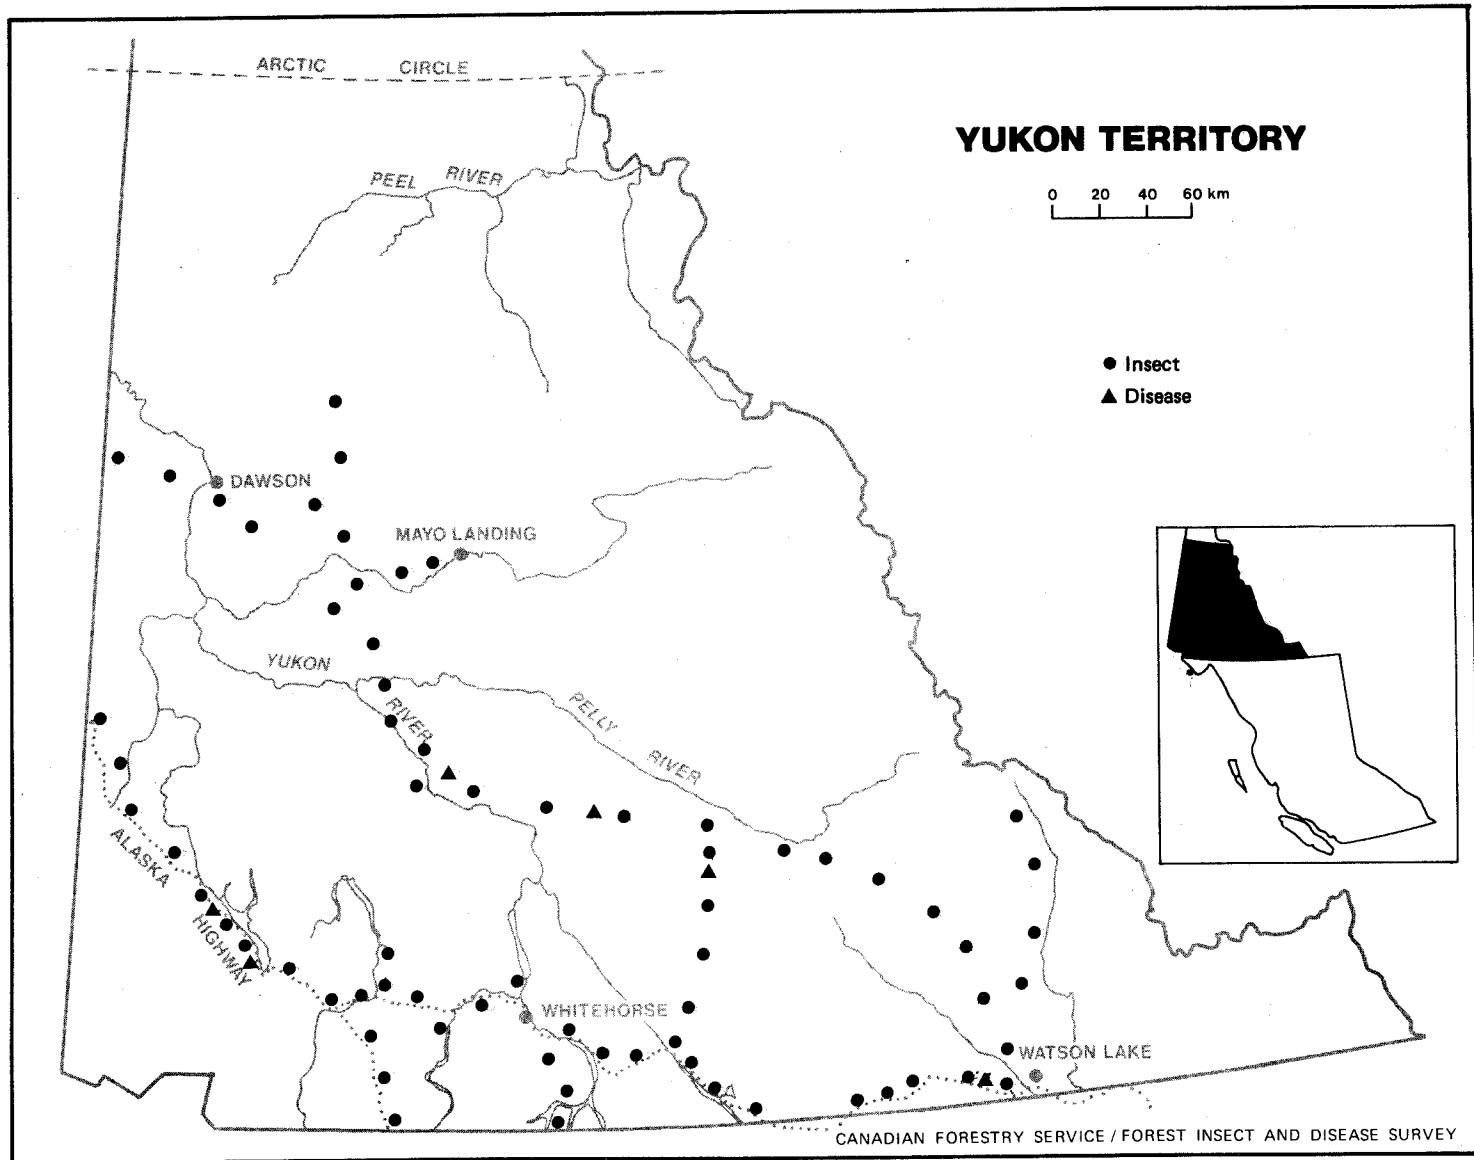 ARCTIC CIRCLE
YUKON TERRITORY
PEEL RIVER
0 20 40 60 km
Insect
Disease
DAWSON
MAYO LANDING
YUKON
RIVER
PELLY
RIVER
ALASKA
HIGHWAY
WHITEHORSE
WATSON LAKE
CANADIAN FORESTRY SERVICE / FOREST INSECT AND DISEASE SURVEY